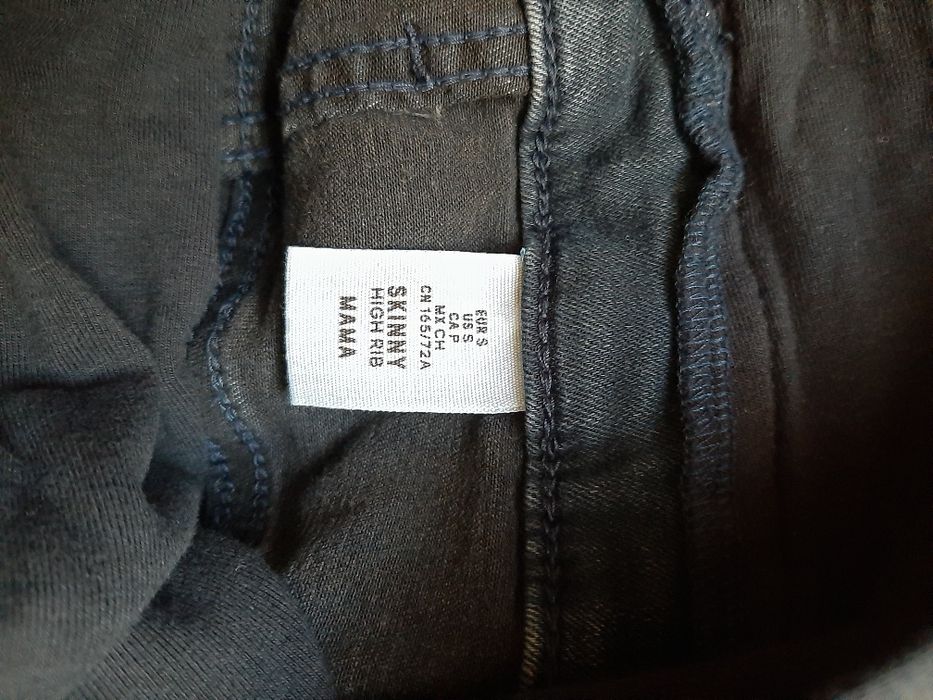 EUR S
US S
CA P
MX CH
CN 165/72A
SKINNY
HIGH RIB
MAMA